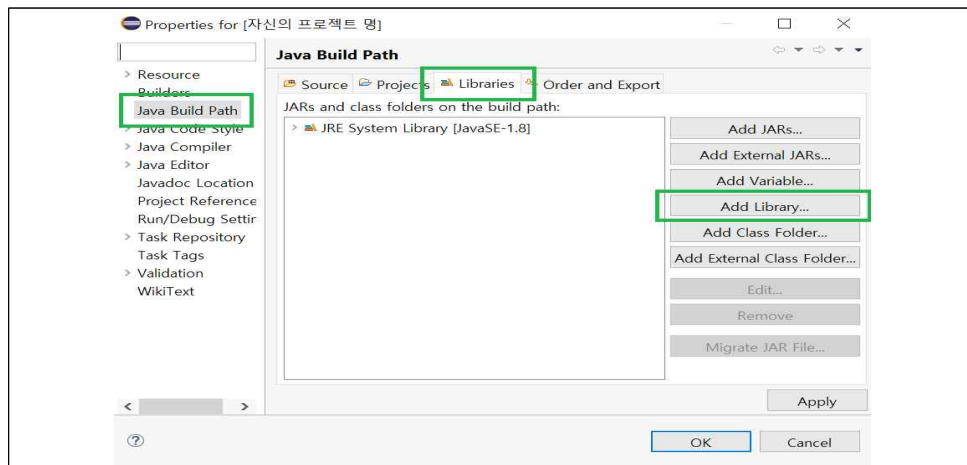 Properties for [자신의 프로젝트 명]
Java Build Path
Resource
Builders
Java Build Path
Java Code Style
Java Compiler
Java Editor
Javadoc Location
Project Reference
Run/Debug Settir
Task Repository
Task Tags
Validation
WikiText
Source Projects Libraries Order and Export
JARs and class folders on the build path:
JRE System Library [JavaSE-1.8]
Add JARs...
Add External JARs...
Add Variable...
Add Library...
Add Class Folder...
Add External Class Folder...
Edit...
Remove
Migrate JAR File...
Apply
OK Cancel